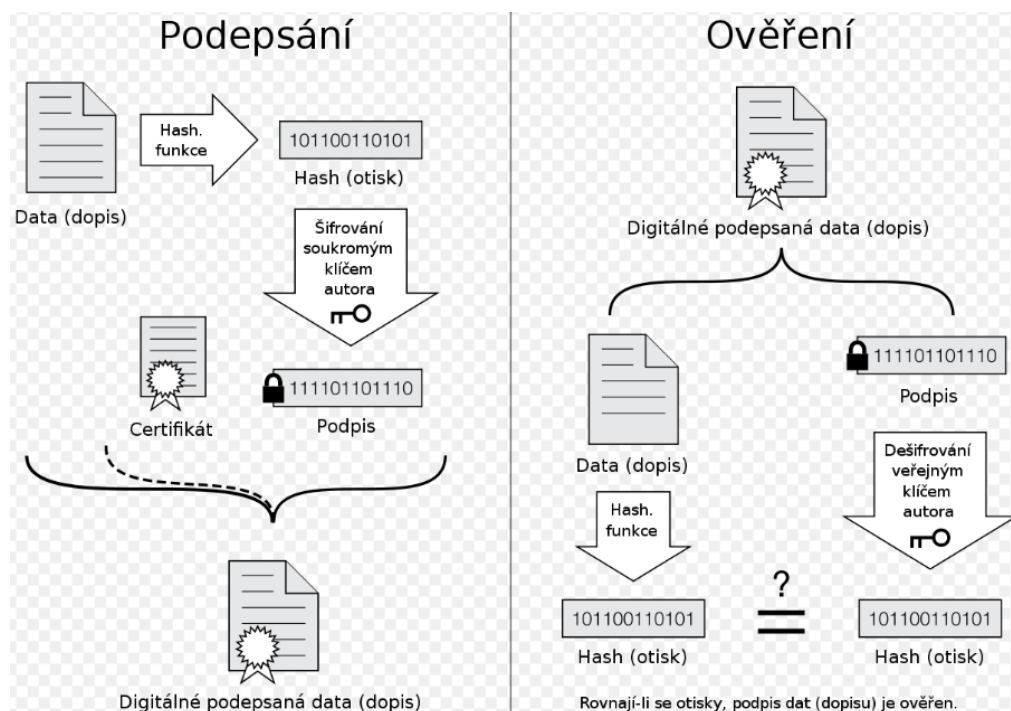 Podepsání
Data (dopis)
Hash.
funkce
101100110101
Hash (otisk)
Šifrování
soukromým
klíčem
autora
Certifikát
111101101110
Podpis
Digitálné podepsaná data (dopis)
Ověření
Digitálné podepsaná data (dopis)
Data (dopis)
111101101110
Podpis
Hash.
funkce
Dešifrování
veřejným
klíčem
autora
101100110101
Hash (otisk)
?
=
101100110101
Hash (otisk)
Rovnají-li se otisky, podpis dat (dopisu) je ověřen.